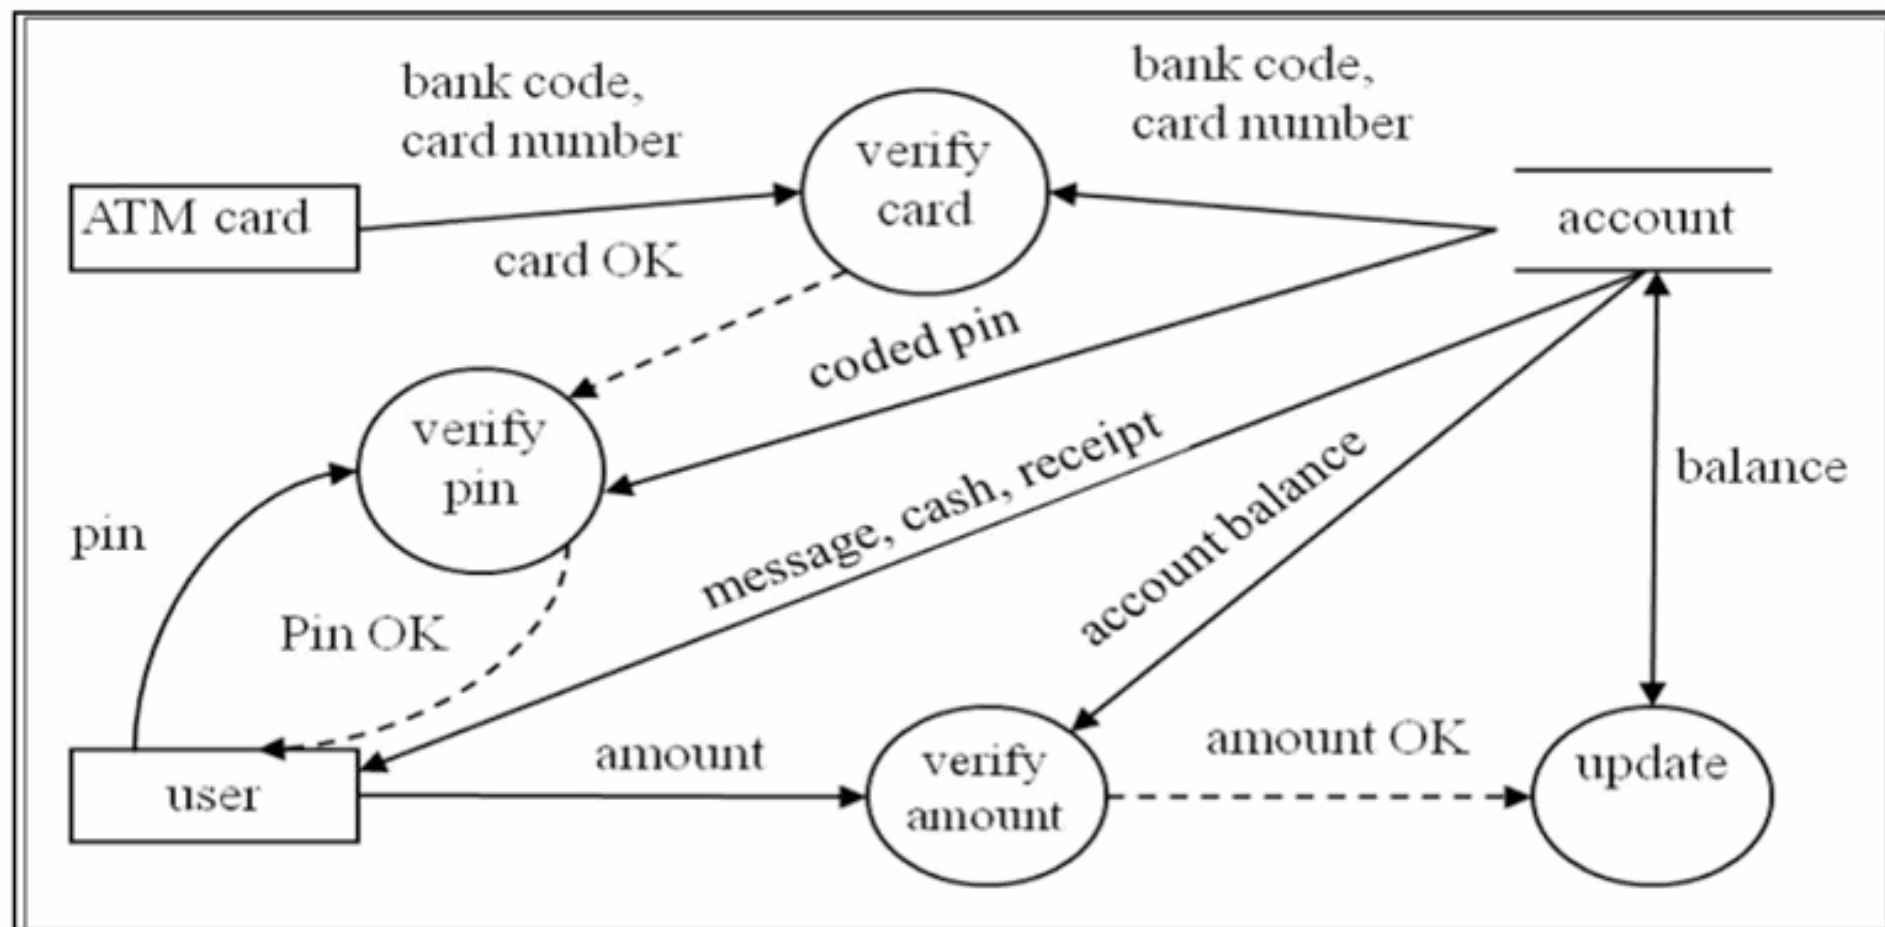 bank code,
card number
bank code,
card number
verify
card
ATM card
account
card OK
coded pin
verify
pin
message, cash, receipt
account balance
balance
pin
Pin OK
amount
verify
amount
amount OK
update
user